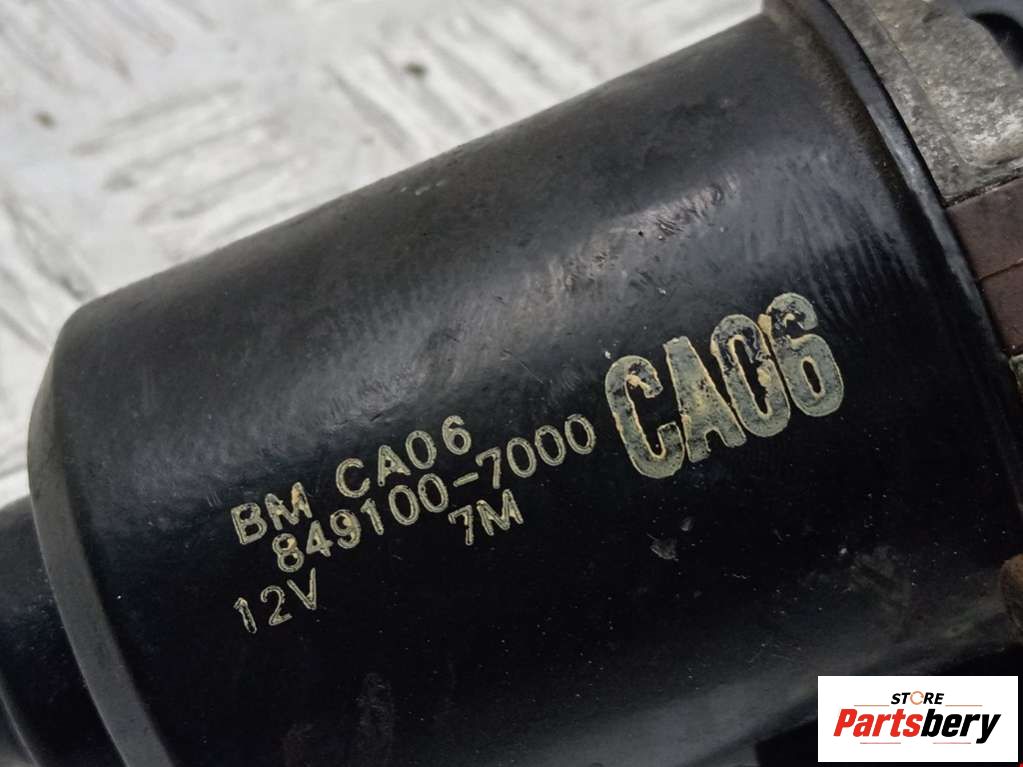 BM CA06
849100-7000
12V 7M
CA06
STORE
Partsbery